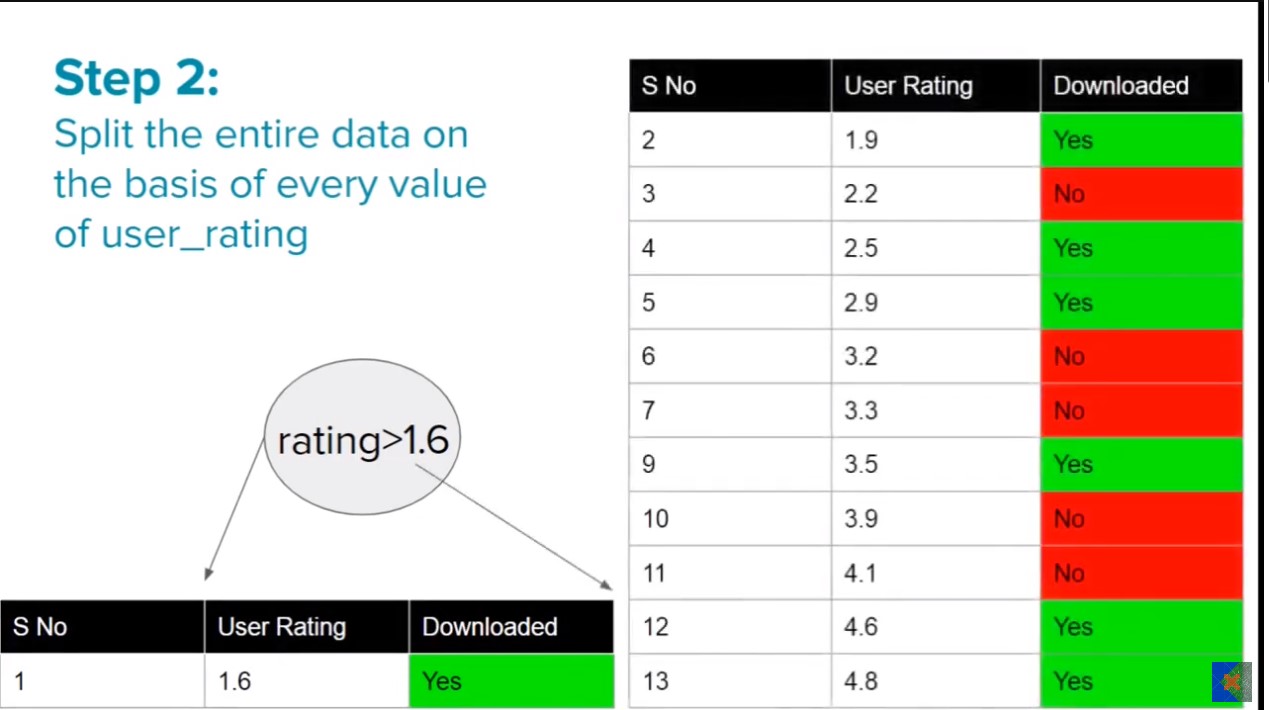 Step 2:
Split the entire data on
the basis of every value
of user_rating
rating>1.6
S No User Rating Downloaded
1 1.6 Yes
S No User Rating Downloaded
2 1.9 Yes
3 2.2 No
4 2.5 Yes
5 2.9 Yes
6 3.2 No
7 3.3 No
9 3.5 Yes
10 3.9 No
11 4.1 No
12 4.6 Yes
13 4.8 Yes